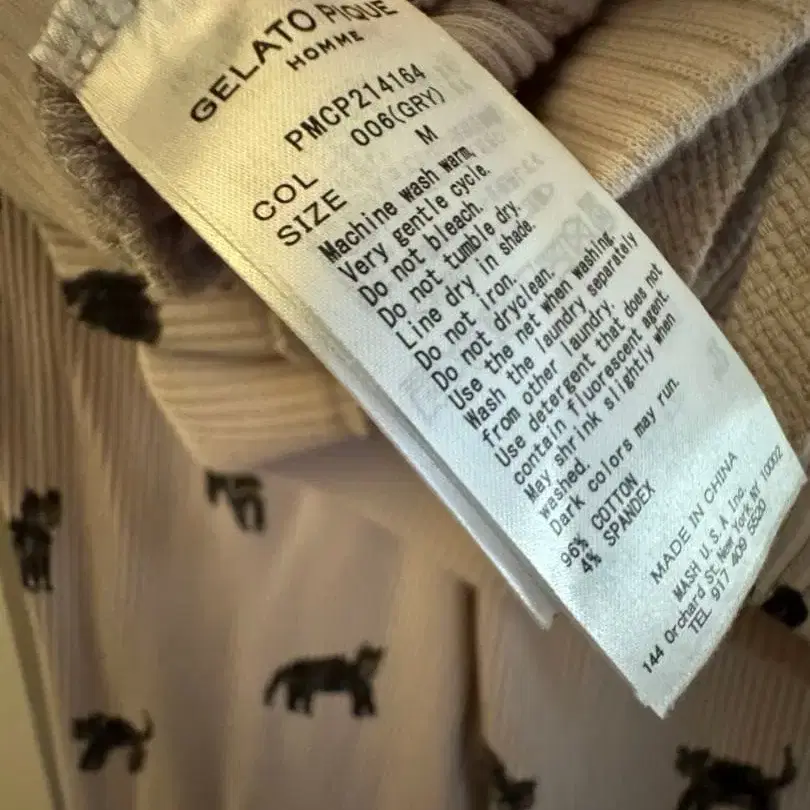 GELATO PIQUE
HOMME
PMCP214164
COL 006(GRY)
SIZE M
Machine wash warm,
Very gentle cycle.
Do not bleach.
Do not tumble dry.
Line dry in shade.
Do not iron.
Do not dryclean.
Use the net when washing.
Wash the laundry separately
from other laundry.
Use detergent that does not
contain fluorescent agent.
May shrink slightly when
washed.
Dark colors may run.
96% COTTON
4% SPANDEX
MADE IN CHINA
MASH U.S.A Inc.
144 Orchard St. New York, NY 10002
TEL 917 409 5520